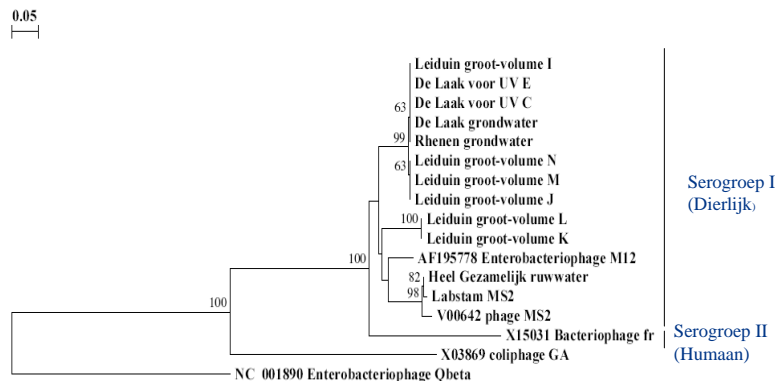 0.05
Leiduin groot-volume I
De Laak voor UV E
De Laak voor UV C
63
De Laak grondwater
99
Rhenen grondwater
Leiduin groot-volume N
63
Leiduin groot-volume M
Leiduin groot-volume J
Serogroep I
(Dierlijk)
100
Leiduin groot-volume L
Leiduin groot-volume K
100
AF195778 Enterobacteriophage M12
82
Heel Gezamelijk ruwwater
98
Labstam MS2
100
V00642 phage MS2
X15031 Bacteriophage fr
Serogroep II
(Humaan)
X03869 coliphage GA
NC 001890 Enterobacteriophage Qbeta